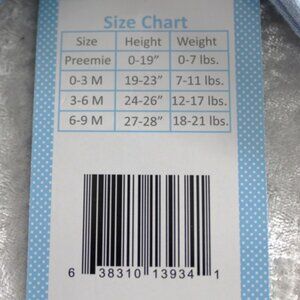 Size Chart
Size Height Weight
Preemie 0-19” 0-7 lbs.
0-3 M 19-23” 7-11 lbs.
3-6 M 24-26” 12-17 lbs.
6-9 M 27-28” 18-21 lbs.
6 38310 13934 1